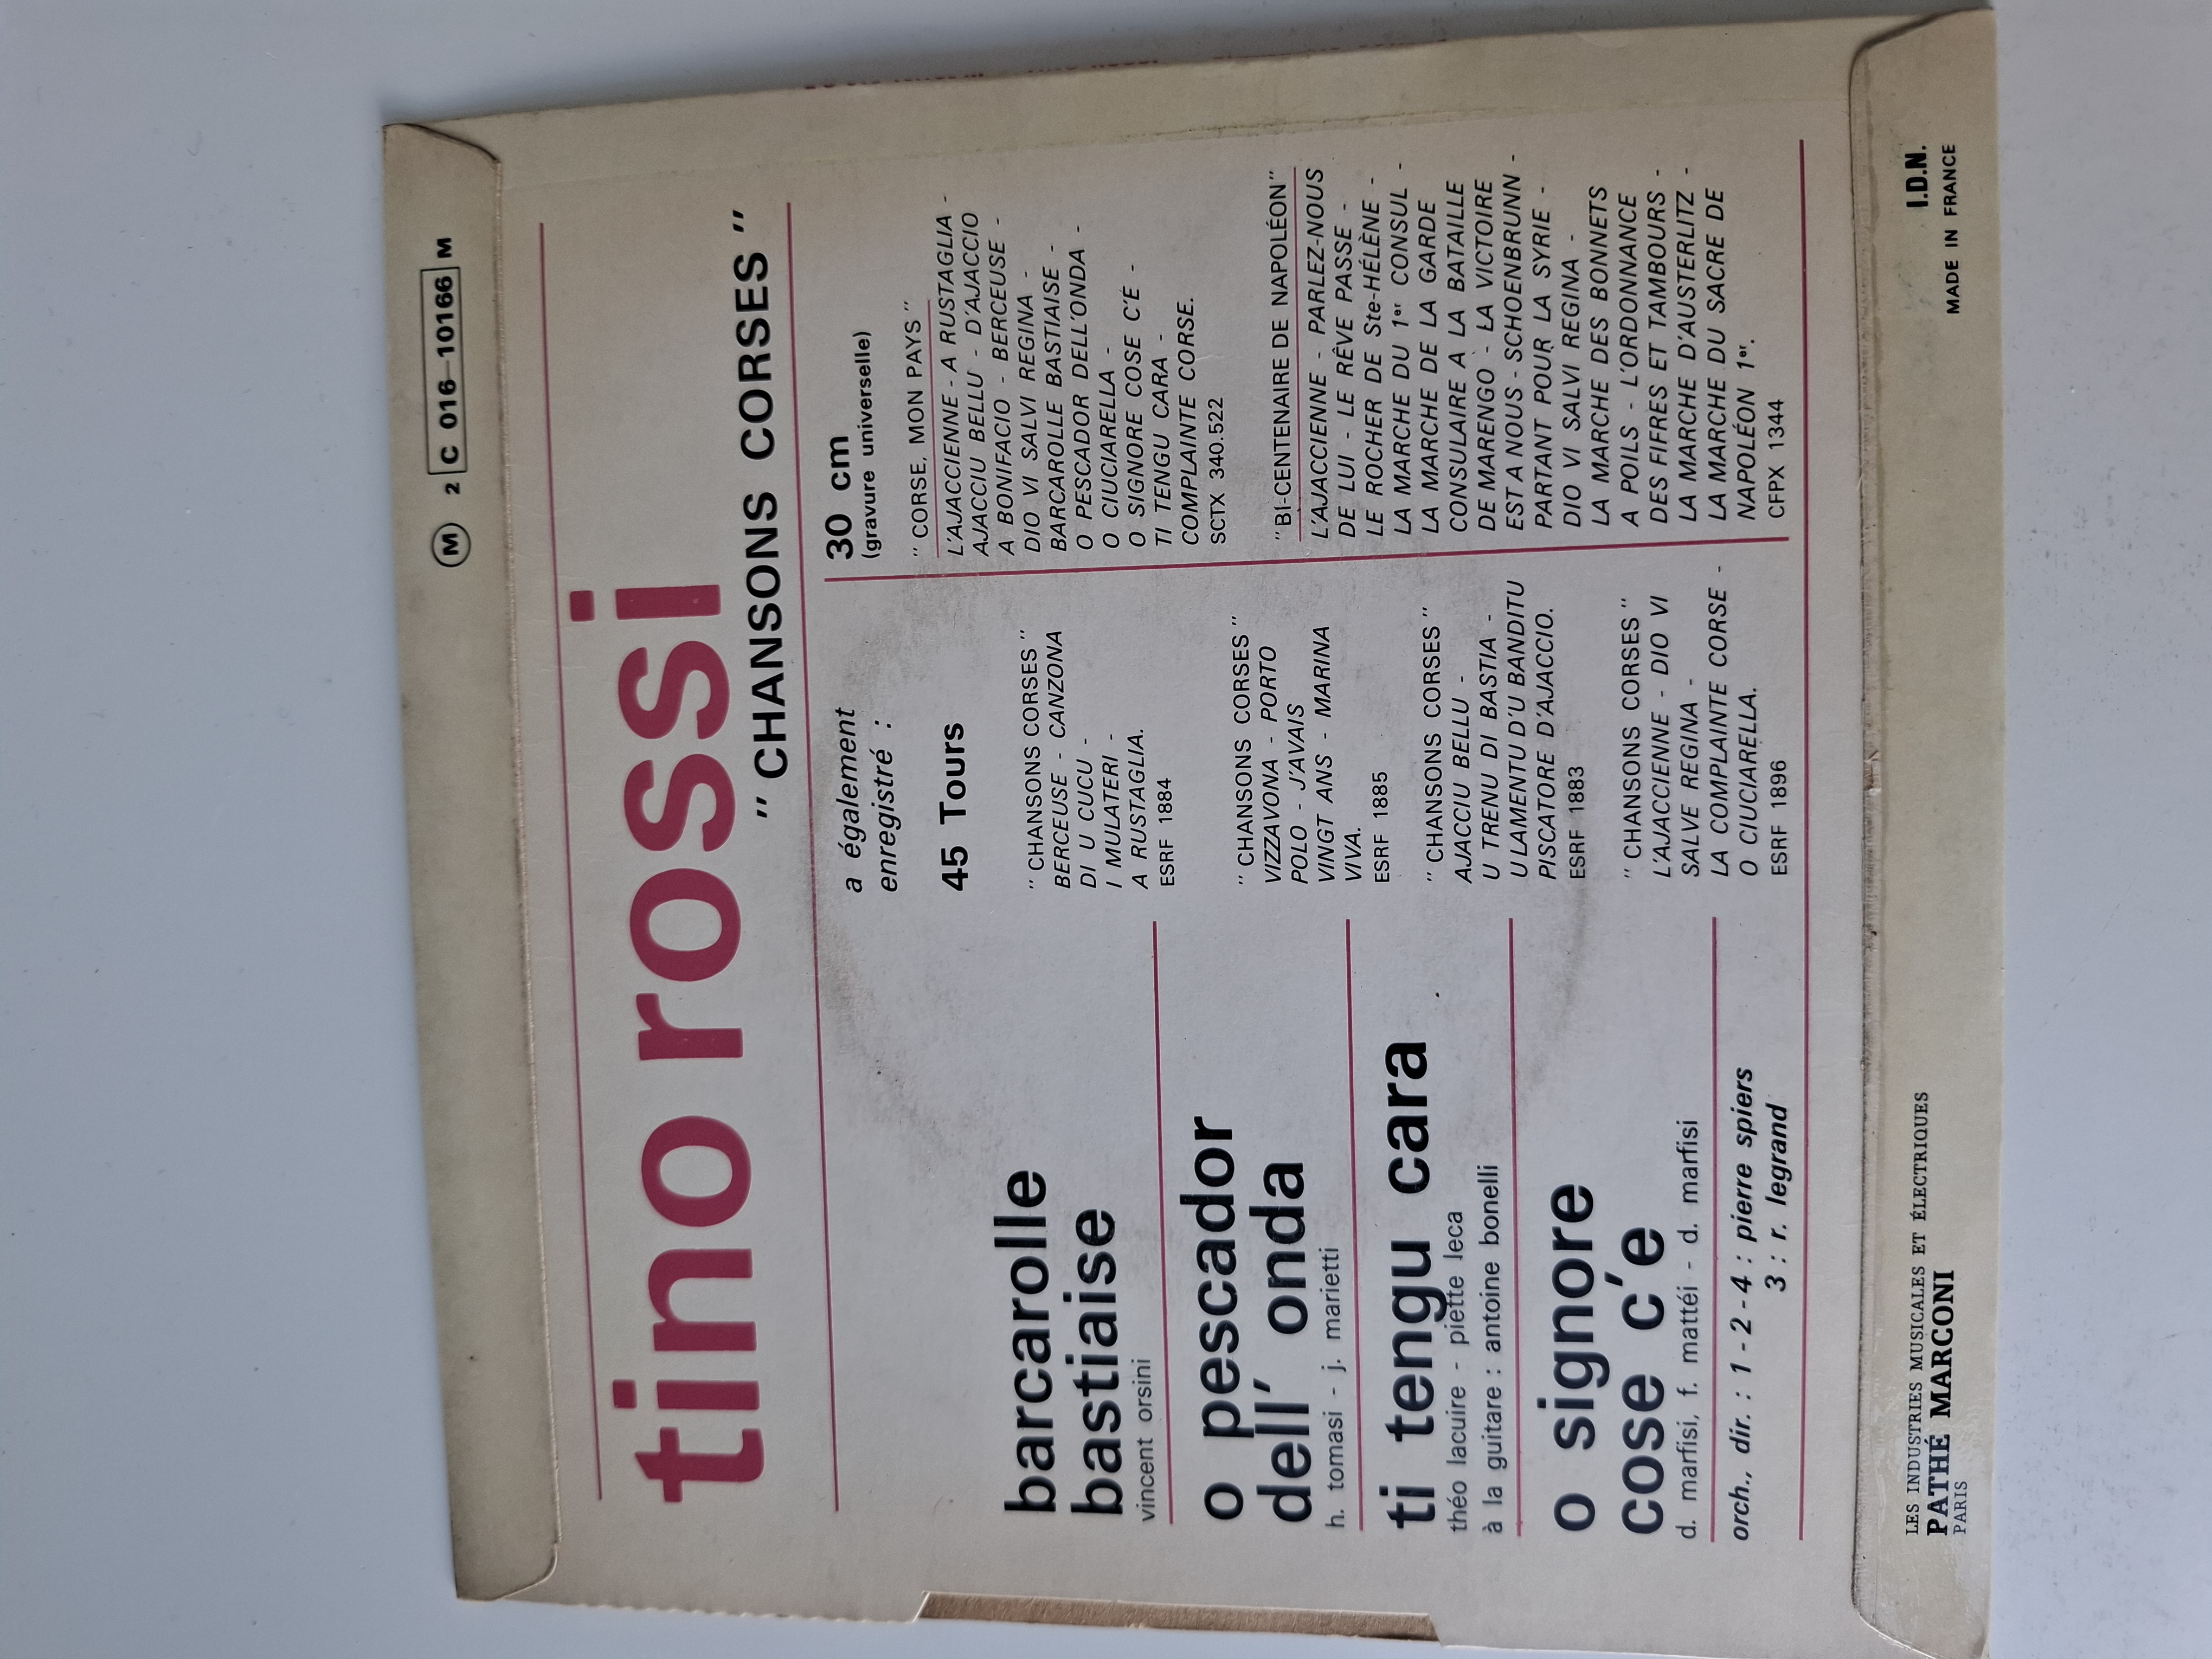 M 2 C 016-10166 M
tino rossi
" CHANSONS CORSES "
barcarolle
bastiaise
vincent orsini
o pescador
dell' onda
h. tomasi - j. marietti
ti tengu cara
théo lacuire - piette leca
à la guitare : antoine bonelli
o signore
cose c'e
d. marfisi, f. mattéi - d. marfisi
orch., dir. : 1 - 2 - 4 : pierre spiers
3 : r. legrand
a également
enregistré :
45 Tours
" CHANSONS CORSES "
BERCEUSE - CANZONA
DI U CUCU -
I MULATERI -
A RUSTAGLIA.
ESRF 1884
" CHANSONS CORSES "
VIZZAVONA - PORTO
POLO - J'AVAIS
VINGT ANS - MARINA
VIVA.
ESRF 1885
" CHANSONS CORSES "
AJACCIU BELLU -
U TRENU DI BASTIA -
U LAMENTU D'U BANDITU
PISCATORE D'AJACCIO.
ESRF 1883
" CHANSONS CORSES "
L'AJACCIENNE - DIO VI
SALVE REGINA -
LA COMPLAINTE CORSE -
O CIUCIARELLA.
ESRF 1896
30 cm
(gravure universelle)
" CORSE, MON PAYS "
L'AJACCIENNE - A RUSTAGLIA -
AJACCIU BELLU - D'AJACCIO
A BONIFACIO - BERCEUSE -
DIO VI SALVI REGINA -
BARCAROLLE BASTIAISE -
O PESCADOR DELL'ONDA -
O CIUCIARELLA -
O SIGNORE COSE C'É -
TI TENGU CARA -
COMPLAINTE CORSE.
SCTX 340.522
" BI-CENTENAIRE DE NAPOLÉON "
L'AJACCIENNE - PARLEZ-NOUS
DE LUI - LE RÊVE PASSE -
LE ROCHER DE Ste-HÉLÈNE -
LA MARCHE DU 1er CONSUL -
LA MARCHE DE LA GARDE
CONSULAIRE A LA BATAILLE
DE MARENGO - LA VICTOIRE
EST A NOUS - SCHOENBRUNN -
PARTANT POUR LA SYRIE -
DIO VI SALVI REGINA -
LA MARCHE DES BONNETS
A POILS - L'ORDONNANCE
DES FIFRES ET TAMBOURS -
LA MARCHE D'AUSTERLITZ -
LA MARCHE DU SACRE DE
NAPOLÉON 1er.
CFPX 1344
LES INDUSTRIES MUSICALES ET ÉLECTRIQUES
PATHÉ MARCONI
PARIS
I.D.N.
MADE IN FRANCE